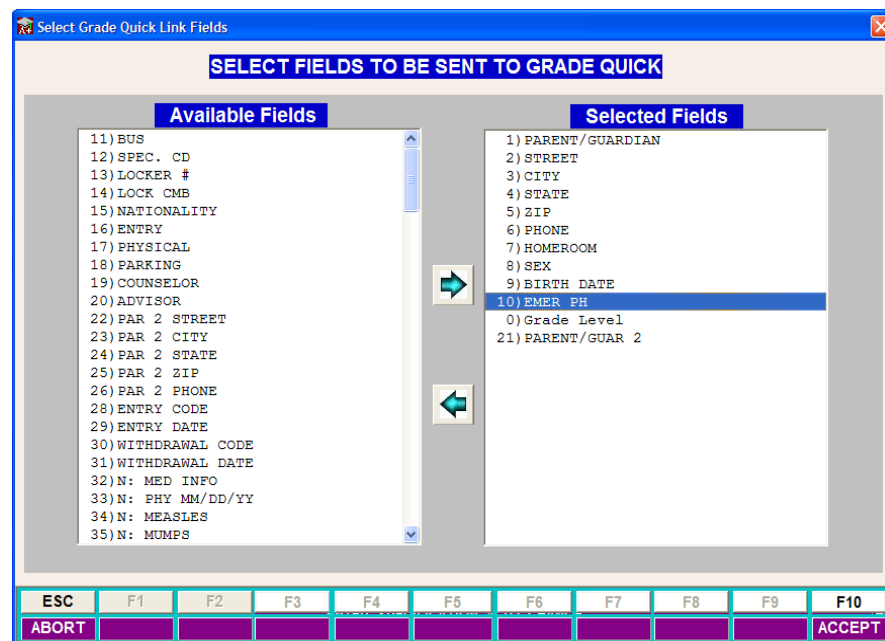 Select Grade Quick Link Fields
SELECT FIELDS TO BE SENT TO GRADE QUICK
Available Fields
11)BUS
12)SPEC. CD
13)LOCKER #
14)LOCK CMB
15)NATIONALITY
16)ENTRY
17)PHYSICAL
18)PARKING
19)COUNSELOR
20)ADVISOR
22)PAR 2 STREET
23)PAR 2 CITY
24)PAR 2 STATE
25)PAR 2 ZIP
26)PAR 2 PHONE
28)ENTRY CODE
29)ENTRY DATE
30)WITHDRAWAL CODE
31)WITHDRAWAL DATE
32)N: MED INFO
33)N: PHY MM/DD/YY
34)N: MEASLES
35)N: MUMPS
Selected Fields
1)PARENT/GUARDIAN
2)STREET
3)CITY
4)STATE
5)ZIP
6)PHONE
7)HOMEROOM
8)SEX
9)BIRTH DATE
10)EMER PH
0)Grade Level
21)PARENT/GUAR 2
ESC F1 F2 F3 F4 F5 F6 F7 F8 F9 F10
ABORT ACCEPT